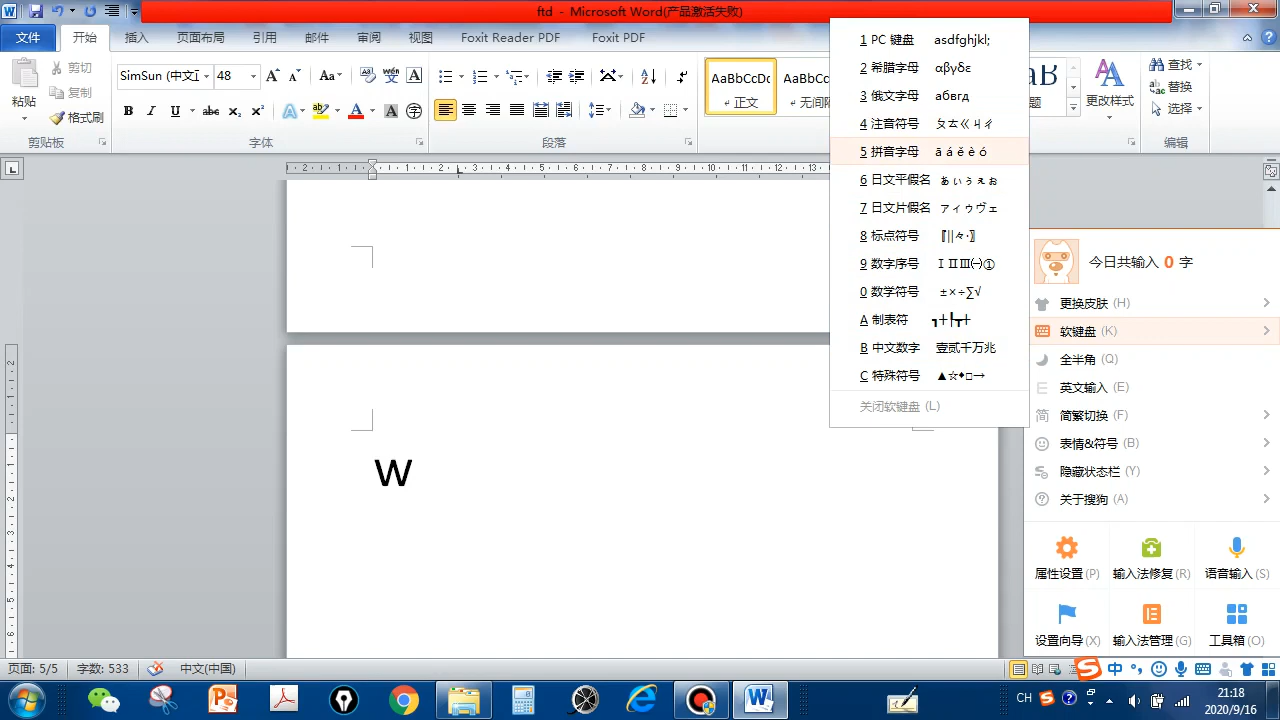 ftd - Microsoft Word(产品激活失败)
文件 开始 插入 页面布局 引用 邮件 审阅 视图 Foxit Reader PDF Foxit PDF
粘贴 剪切 复制 格式刷 剪贴板
SimSun (中文 48
字体
段落
AaBbCcDc 正文
AaBbCc 无间隔
更改样式
查找 替换 选择 编辑
1 PC 键盘 asdfghjkl;
2 希腊字母 αβγδε
3 俄文字母 абвгд
4 注音符号 ㄆㄊㄍㄐㄔ
5 拼音字母 āáěèó
6 日文平假名 ぁぃぅぇぉ
7 日文片假名 ァィゥヴェ
8 标点符号 〖‖々·〗
9 数字序号 ⅠⅡⅢ㈠①
0 数学符号 ±×÷∑√
A 制表符 ┓┼╂┲┽
B 中文数字 壹贰千万兆
C 特殊符号 ▲☆◆□→
关闭软键盘 (L)
今日共输入 0 字
更换皮肤 (H)
软键盘 (K)
全半角 (Q)
英文输入 (E)
简繁切换 (F)
表情&符号 (B)
隐藏状态栏 (Y)
关于搜狗 (A)
属性设置(P) 输入法修复(R) 语音输入(S)
设置向导(X) 输入法管理(G) 工具箱(O)
W
页面: 5/5 字数: 533 中文(中国)
中
CH
21:18
2020/9/16